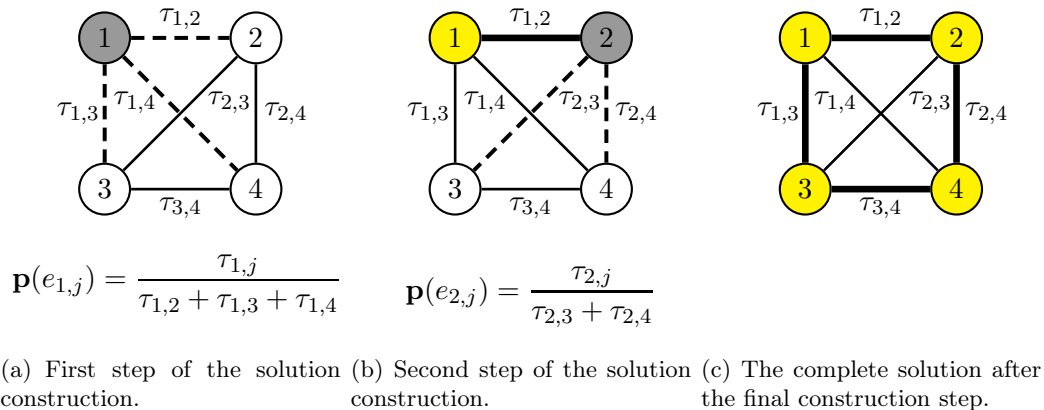 τ1,2
1 2
τ1,3 τ1,4 τ2,3 τ2,4
3 4
τ3,4
p(e1,j) = τ1,j / (τ1,2 + τ1,3 + τ1,4)
(a) First step of the solution
construction.
τ1,2
1 2
τ1,3 τ1,4 τ2,3 τ2,4
3 4
τ3,4
p(e2,j) = τ2,j / (τ2,3 + τ2,4)
(b) Second step of the solution
construction.
τ1,2
1 2
τ1,3 τ1,4 τ2,3 τ2,4
3 4
τ3,4
(c) The complete solution after
the final construction step.